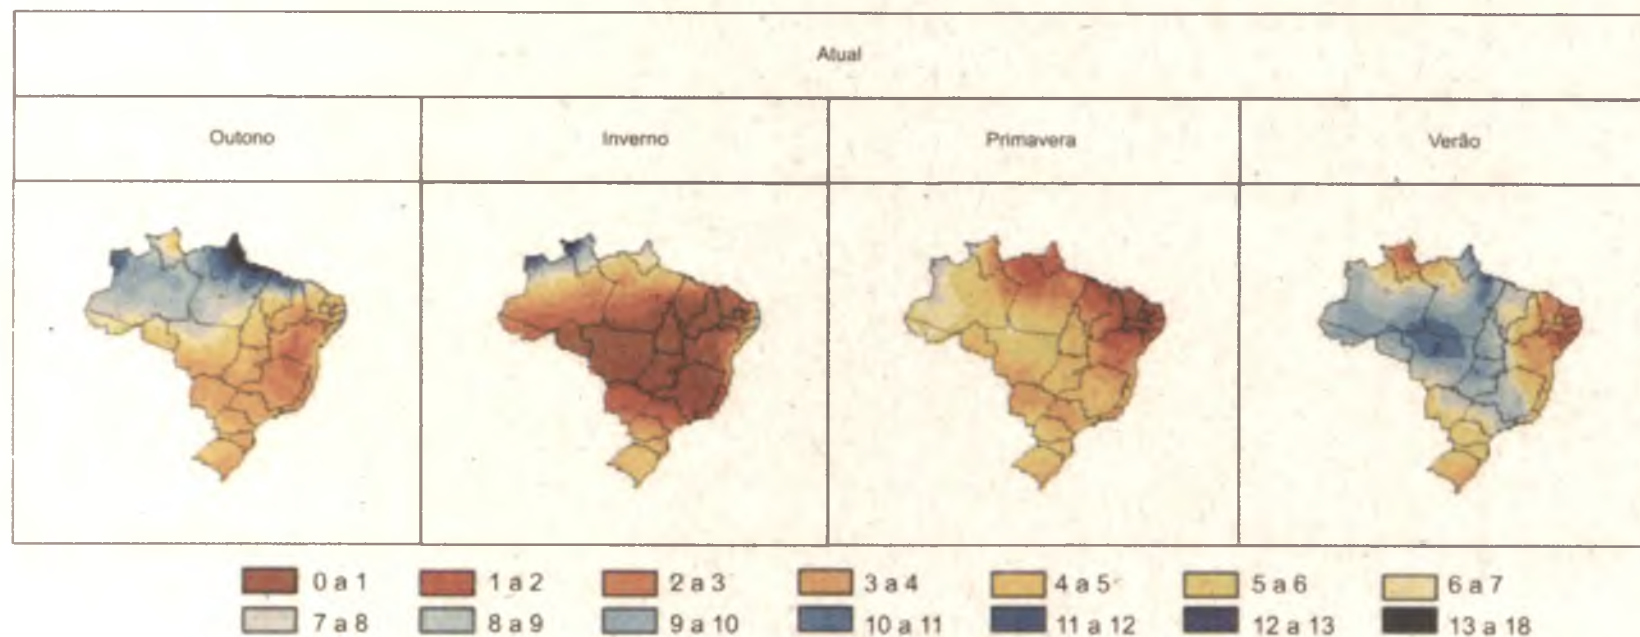 Atual
Outono Inverno Primavera Verão
0 a 1 1 a 2 2 a 3 3 a 4 4 a 5 5 a 6 6 a 7
7 a 8 8 a 9 9 a 10 10 a 11 11 a 12 12 a 13 13 a 18